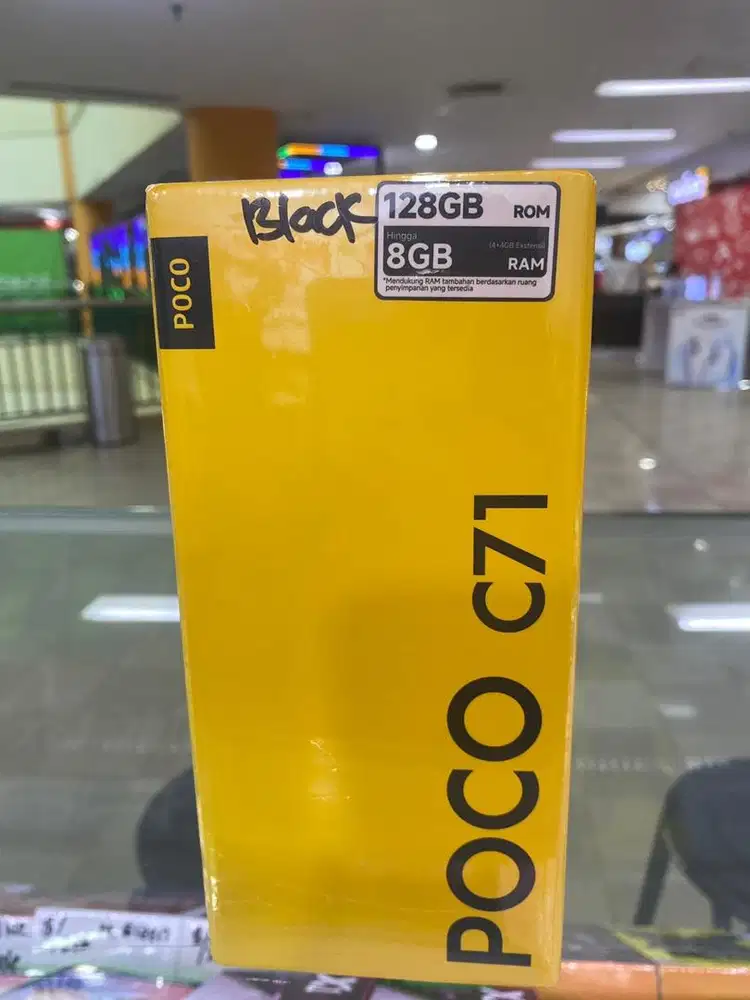 Black
128GB ROM
Hingga
(4+4GB Ekstensi)
8GB RAM
*Mendukung RAM tambahan berdasarkan ruang
penyimpanan yang tersedia
POCO
POCO C71